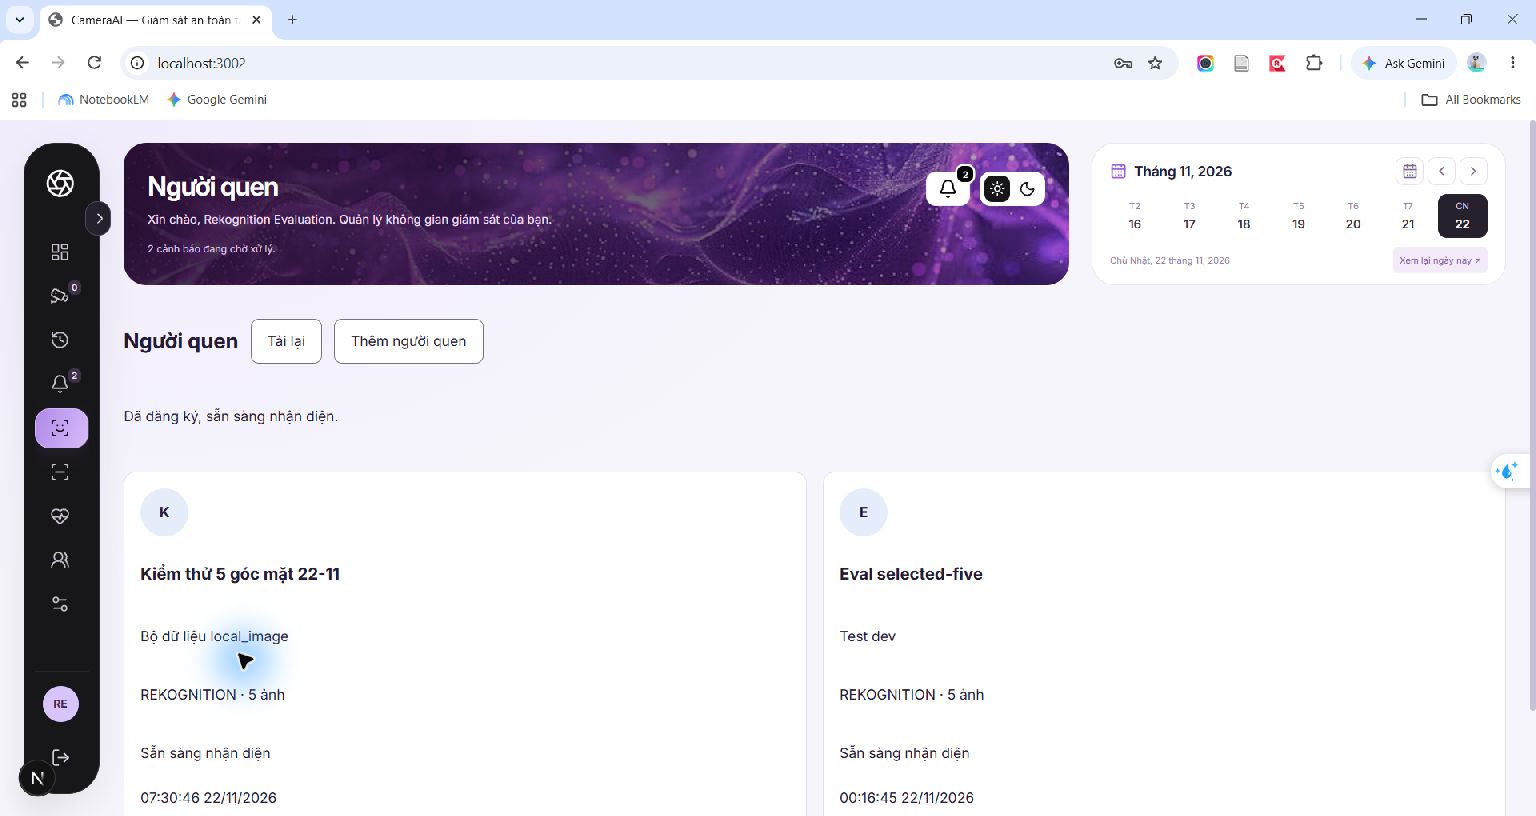 CameraAI — Giám sát an toàn t
localhost:3002
Ask Gemini
NotebookLM
Google Gemini
All Bookmarks
Người quen
Xin chào, Rekognition Evaluation. Quản lý không gian giám sát của bạn.
2 cảnh báo đang chờ xử lý.
2
Tháng 11, 2026
T2 T3 T4 T5 T6 T7 CN
16 17 18 19 20 21 22
Chủ Nhật, 22 tháng 11, 2026
Xem lại ngày này ↗
0
2
RE
N
Người quen
Tải lại
Thêm người quen
Đã đăng ký, sẵn sàng nhận diện.
K
Kiểm thử 5 góc mặt 22-11
Bộ dữ liệu local_image
REKOGNITION · 5 ảnh
Sẵn sàng nhận diện
07:30:46 22/11/2026
E
Eval selected-five
Test dev
REKOGNITION · 5 ảnh
Sẵn sàng nhận diện
00:16:45 22/11/2026